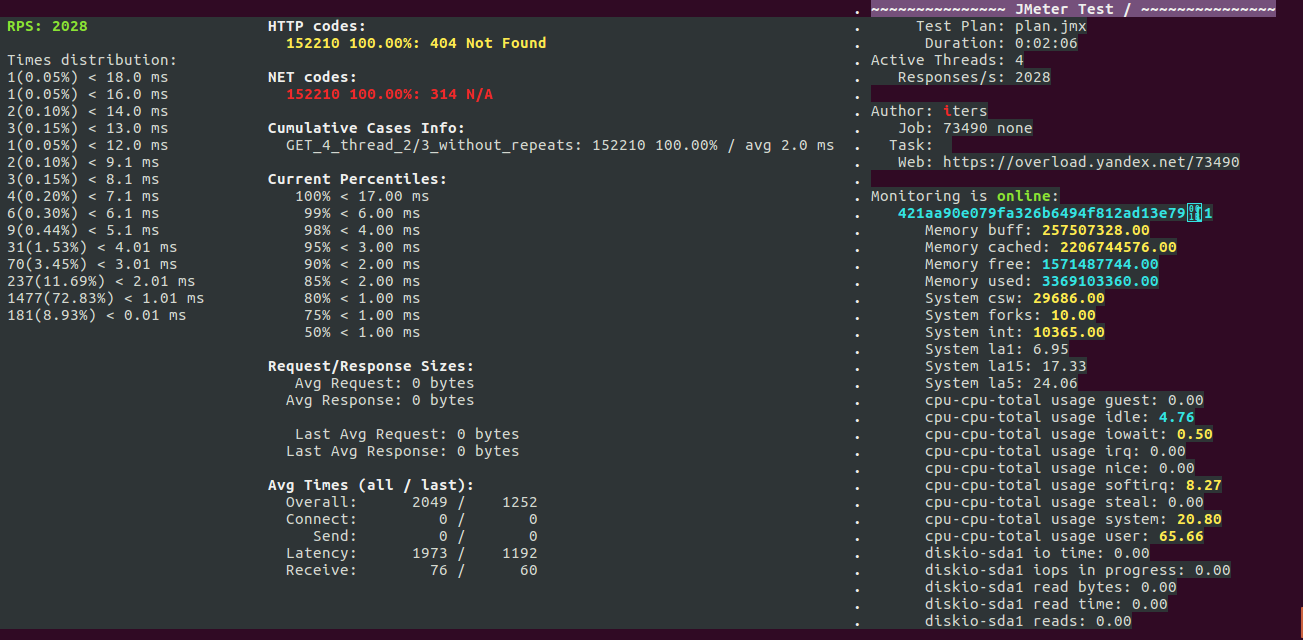 RPS: 2028
Times distribution:
1(0.05%) < 18.0 ms
1(0.05%) < 16.0 ms
2(0.10%) < 14.0 ms
3(0.15%) < 13.0 ms
1(0.05%) < 12.0 ms
2(0.10%) < 9.1 ms
3(0.15%) < 8.1 ms
4(0.20%) < 7.1 ms
6(0.30%) < 6.1 ms
9(0.44%) < 5.1 ms
31(1.53%) < 4.01 ms
70(3.45%) < 3.01 ms
237(11.69%) < 2.01 ms
1477(72.83%) < 1.01 ms
181(8.93%) < 0.01 ms
HTTP codes:
152210 100.00%: 404 Not Found
NET codes:
152210 100.00%: 314 N/A
Cumulative Cases Info:
GET_4_thread_2/3_without_repeats: 152210 100.00% / avg 2.0 ms
Current Percentiles:
100% < 17.00 ms
99% < 6.00 ms
98% < 4.00 ms
95% < 3.00 ms
90% < 2.00 ms
85% < 2.00 ms
80% < 1.00 ms
75% < 1.00 ms
50% < 1.00 ms
Request/Response Sizes:
Avg Request: 0 bytes
Avg Response: 0 bytes
Last Avg Request: 0 bytes
Last Avg Response: 0 bytes
Avg Times (all / last):
Overall: 2049 / 1252
Connect: 0 / 0
Send: 0 / 0
Latency: 1973 / 1192
Receive: 76 / 60
~~~~~~~~~~~~~~~ JMeter Test / ~~~~~~~~~~~~~~~
Test Plan: plan.jmx
Duration: 0:02:06
Active Threads: 4
Responses/s: 2028
Author: iters
Job: 73490 none
Task:
Web: https://overload.yandex.net/73490
Monitoring is online:
421aa90e079fa326b6494f812ad13e79 1
Memory buff: 257507328.00
Memory cached: 2206744576.00
Memory free: 1571487744.00
Memory used: 3369103360.00
System csw: 29686.00
System forks: 10.00
System int: 10365.00
System la1: 6.95
System la15: 17.33
System la5: 24.06
cpu-cpu-total usage guest: 0.00
cpu-cpu-total usage idle: 4.76
cpu-cpu-total usage iowait: 0.50
cpu-cpu-total usage irq: 0.00
cpu-cpu-total usage nice: 0.00
cpu-cpu-total usage softirq: 8.27
cpu-cpu-total usage steal: 0.00
cpu-cpu-total usage system: 20.80
cpu-cpu-total usage user: 65.66
diskio-sda1 io time: 0.00
diskio-sda1 iops in progress: 0.00
diskio-sda1 read bytes: 0.00
diskio-sda1 read time: 0.00
diskio-sda1 reads: 0.00